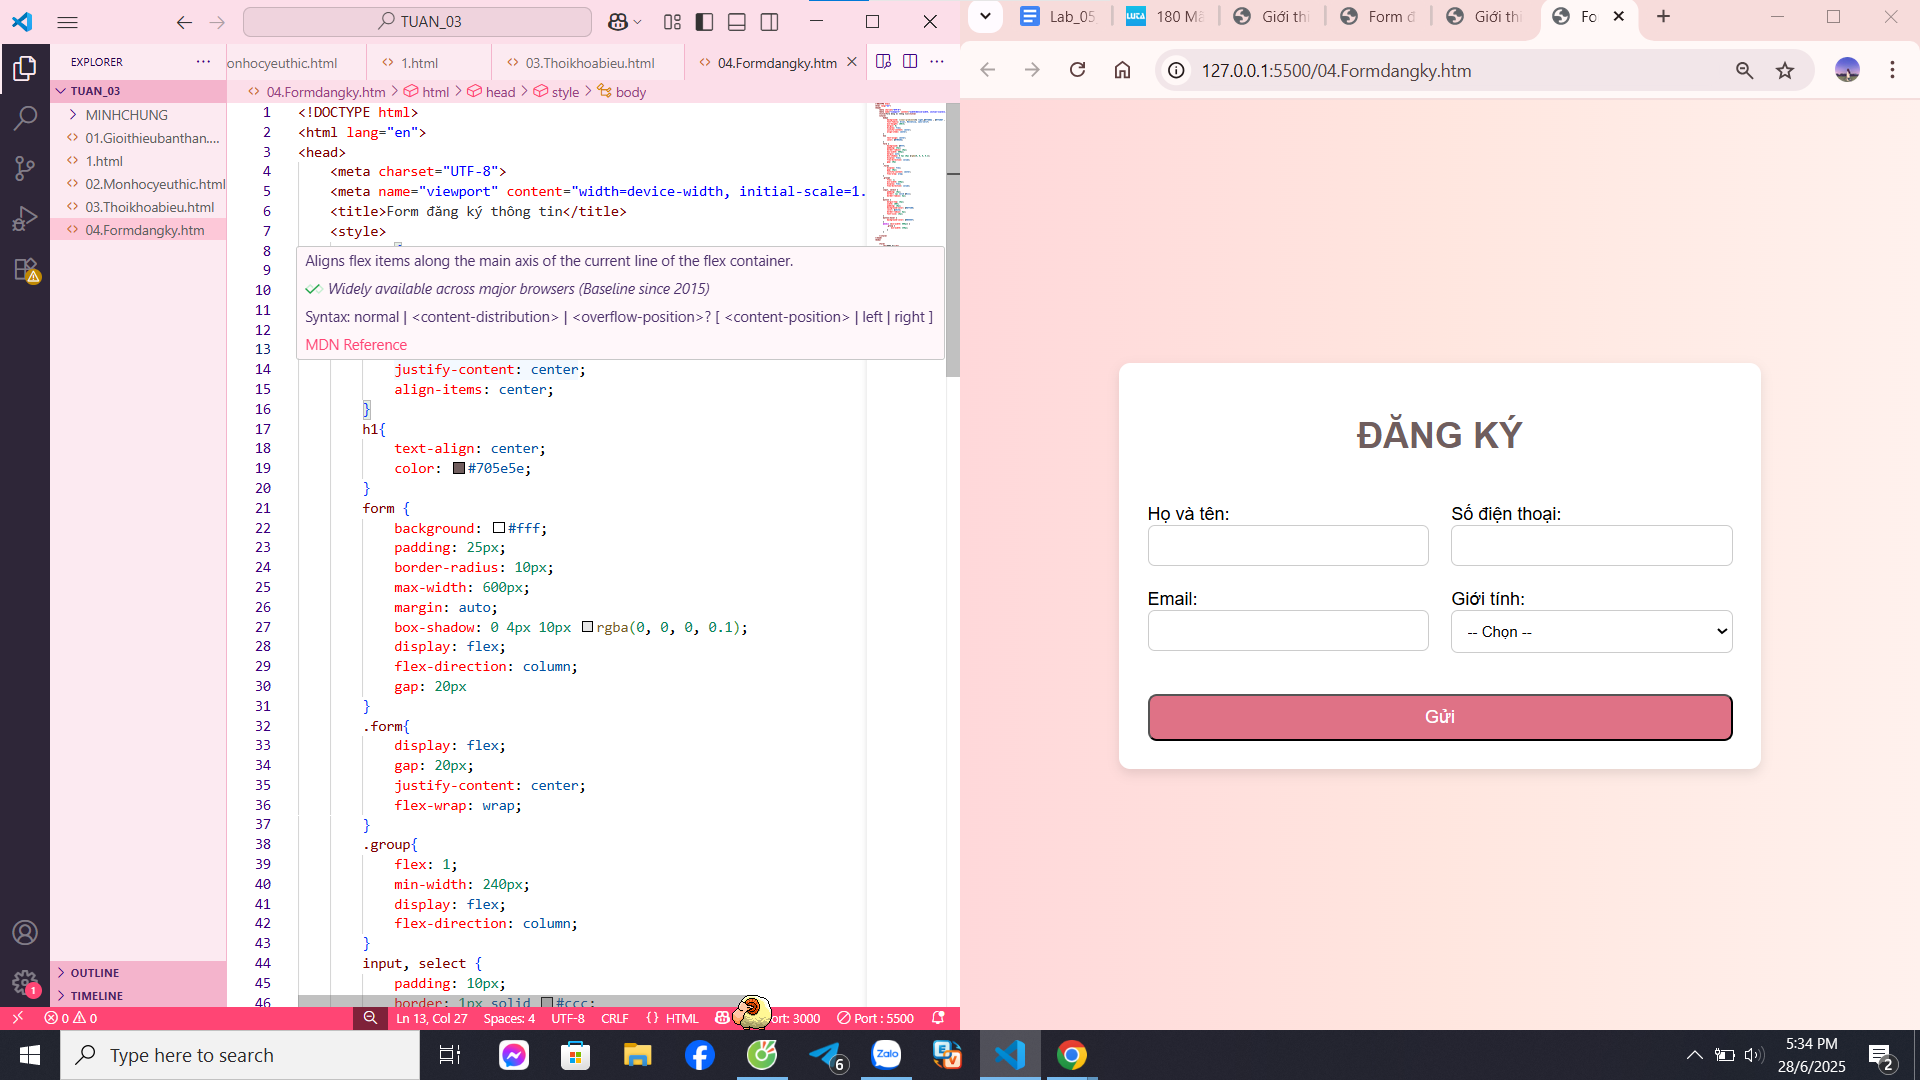 TUAN_03
EXPLORER
TUAN_03
MINHCHUNG
01.Gioithieubanthan....
1.html
02.Monhocyeuthic.html
03.Thoikhoabieu.html
04.Formdangky.htm
OUTLINE
TIMELINE
onhocyeuthic.html
1.html
03.Thoikhoabieu.html
04.Formdangky.htm
04.Formdangky.htm > html > head > style > body
1 <!DOCTYPE html>
2 <html lang="en">
3 <head>
4 <meta charset="UTF-8">
5 <meta name="viewport" content="width=device-width, initial-scale=1.
6 <title>Form đăng ký thông tin</title>
7 <style>
8
9
10
11
12
13
Aligns flex items along the main axis of the current line of the flex container.
Widely available across major browsers (Baseline since 2015)
Syntax: normal | <content-distribution> | <overflow-position>? [ <content-position> | left | right ]
MDN Reference
14 justify-content: center;
15 align-items: center;
16 }
17 h1{
18 text-align: center;
19 color: #705e5e;
20 }
21 form {
22 background: #fff;
23 padding: 25px;
24 border-radius: 10px;
25 max-width: 600px;
26 margin: auto;
27 box-shadow: 0 4px 10px rgba(0, 0, 0, 0.1);
28 display: flex;
29 flex-direction: column;
30 gap: 20px
31 }
32 .form{
33 display: flex;
34 gap: 20px;
35 justify-content: center;
36 flex-wrap: wrap;
37 }
38 .group{
39 flex: 1;
40 min-width: 240px;
41 display: flex;
42 flex-direction: column;
43 }
44 input, select {
45 padding: 10px;
46 border: 1px solid #ccc;
0 0
Ln 13, Col 27
Spaces: 4
UTF-8
CRLF
{ } HTML
ort: 3000
Port : 5500
1
Lab_05
LUCA
180 Mã
Giới thi
Form đ
Giới thi
Fo
127.0.0.1:5500/04.Formdangky.htm
ĐĂNG KÝ
Họ và tên:
Số điện thoại:
Email:
Giới tính:
-- Chọn --
Gửi
Type here to search
6
Zalo
5:34 PM
28/6/2025
2